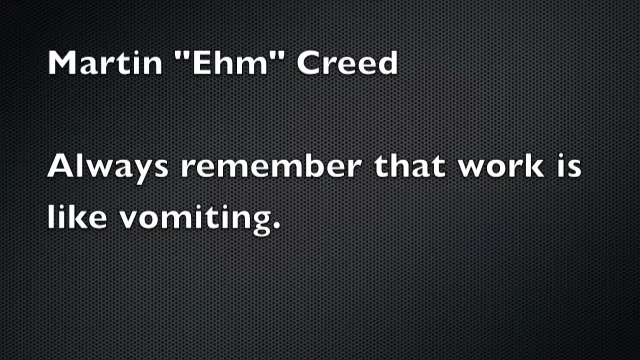 Martin "Ehm" Creed
Always remember that work is
like vomiting.